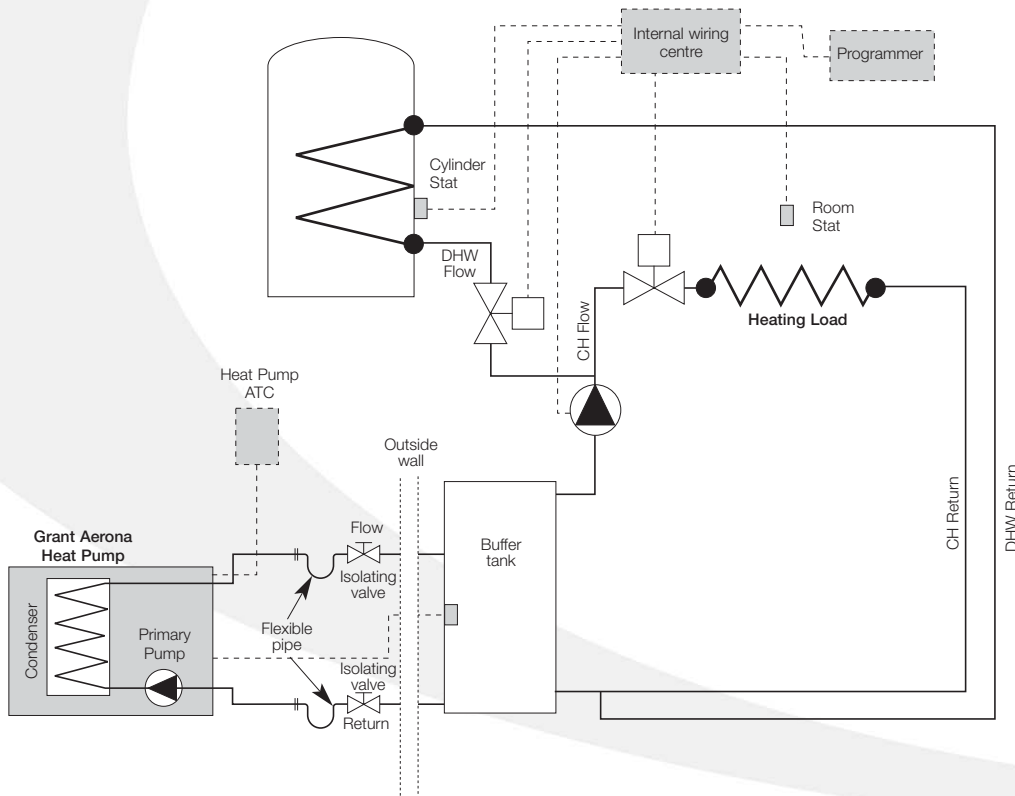 Internal wiring
centre
Programmer
Cylinder
Stat
Room
Stat
DHW
Flow
CH Flow
Heating Load
Heat Pump
ATC
Outside
wall
CH Return
DHW Return
Grant Aerona
Heat Pump
Flow
Isolating
valve
Buffer
tank
Condenser
Primary
Pump
Flexible
pipe
Isolating
valve
Return